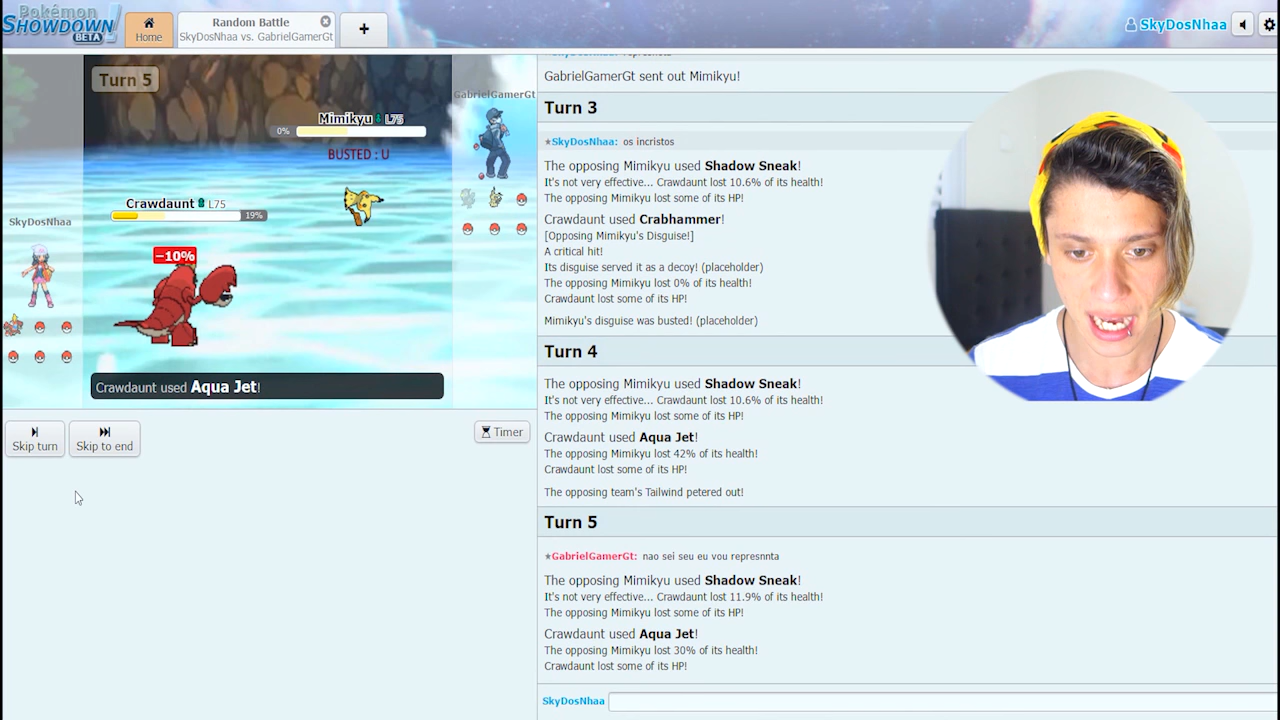 Pokémon
SHOWDOWN!
BETA
Home
Random Battle
SkyDosNhaa vs. GabrielGamerGt
+
SkyDosNhaa
Turn 5
GabrielGamerGt
Mimikyu L75
0%
BUSTED : U
Crawdaunt L75
19%
SkyDosNhaa
−10%
Crawdaunt used Aqua Jet!
Skip turn
Skip to end
Timer
GabrielGamerGt sent out Mimikyu!
Turn 3
★SkyDosNhaa: os incristos
The opposing Mimikyu used Shadow Sneak!
It's not very effective... Crawdaunt lost 10.6% of its health!
The opposing Mimikyu lost some of its HP!
Crawdaunt used Crabhammer!
[Opposing Mimikyu's Disguise!]
A critical hit!
Its disguise served it as a decoy! (placeholder)
The opposing Mimikyu lost 0% of its health!
Crawdaunt lost some of its HP!
Mimikyu's disguise was busted! (placeholder)
Turn 4
The opposing Mimikyu used Shadow Sneak!
It's not very effective... Crawdaunt lost 10.6% of its health!
The opposing Mimikyu lost some of its HP!
Crawdaunt used Aqua Jet!
The opposing Mimikyu lost 42% of its health!
Crawdaunt lost some of its HP!
The opposing team's Tailwind petered out!
Turn 5
★GabrielGamerGt: nao sei seu eu vou represnnta
The opposing Mimikyu used Shadow Sneak!
It's not very effective... Crawdaunt lost 11.9% of its health!
The opposing Mimikyu lost some of its HP!
Crawdaunt used Aqua Jet!
The opposing Mimikyu lost 30% of its health!
Crawdaunt lost some of its HP!
SkyDosNhaa